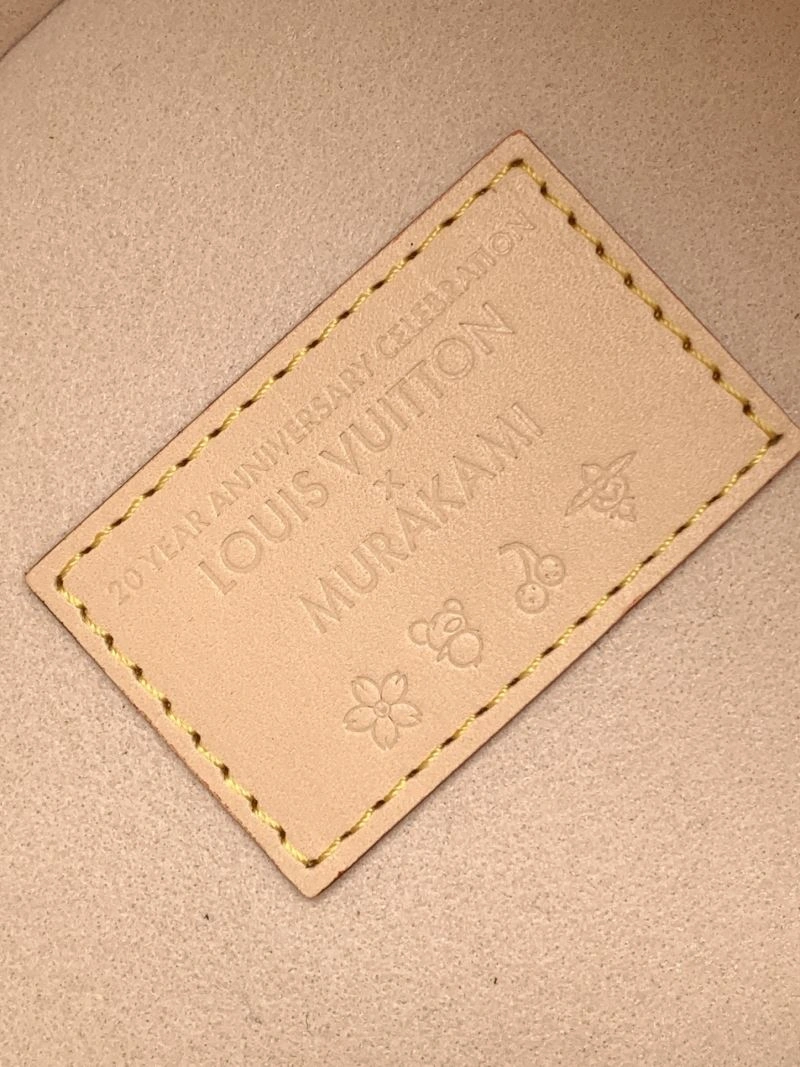 20 YEAR ANNIVERSARY CELEBRATION
LOUIS VUITTON
X
MURAKAMI